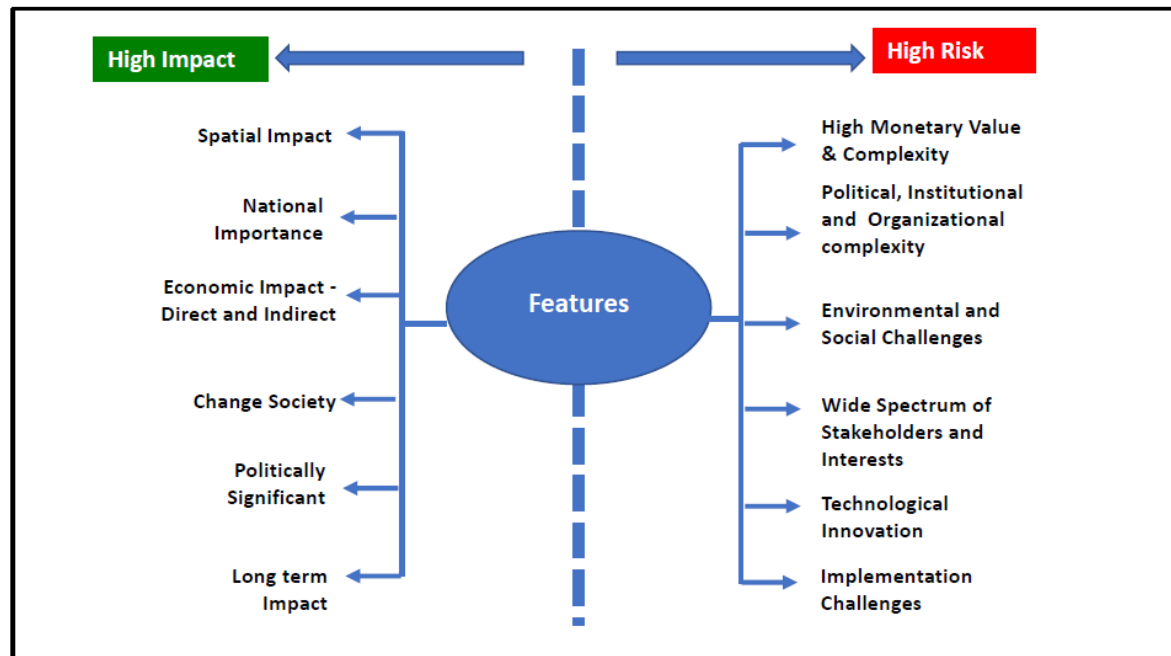 High Impact
High Risk
Spatial Impact
National
Importance
Economic Impact -
Direct and Indirect
Change Society
Politically
Significant
Long term
Impact
Features
High Monetary Value
& Complexity
Political, Institutional
and Organizational
complexity
Environmental and
Social Challenges
Wide Spectrum of
Stakeholders and
Interests
Technological
Innovation
Implementation
Challenges